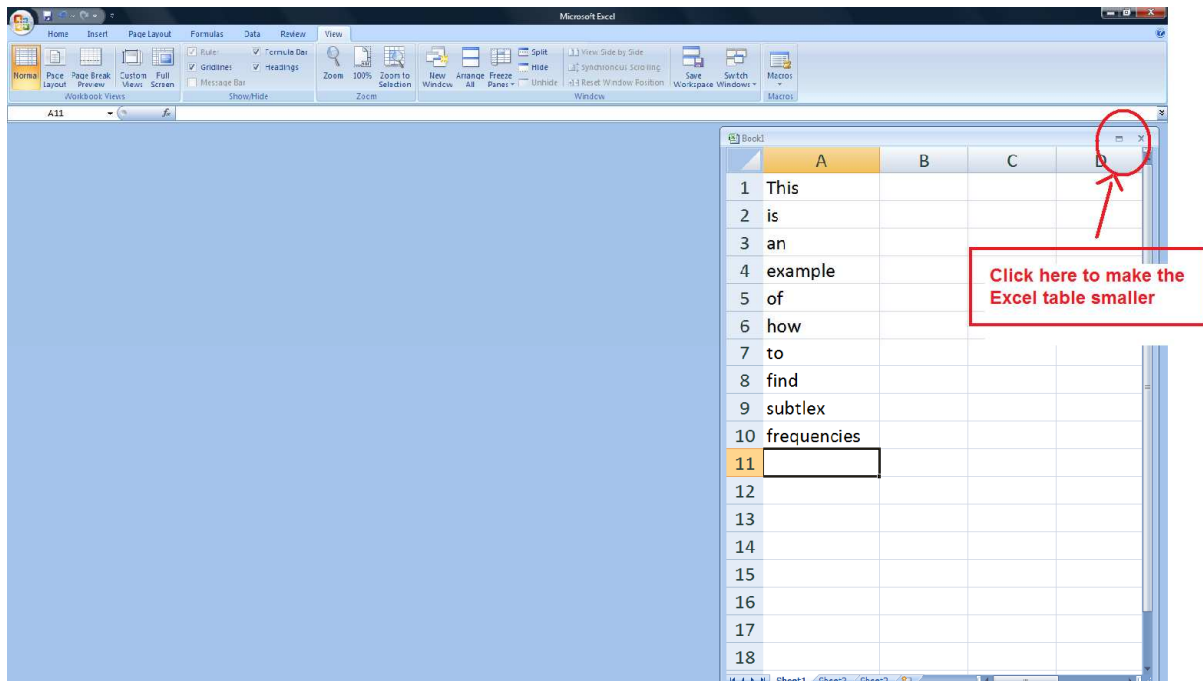 Microsoft Excel
Home Insert Page Layout Formulas Data Review View
Ruler Formula Bar Split View Side by Side
Gridlines Headings Hide Synchronous Scrolling
Message Bar Unhide Reset Window Position
Normal Page Layout Page Break Preview Custom Views Full Screen Zoom 100% Zoom to Selection New Window Arrange All Freeze Panes Save Workspace Switch Windows Macros
Workbook Views Show/Hide Zoom Window Macros
A11 fx
Book1
A B C D
1 This
2 is
3 an
4 example
5 of
6 how
7 to
8 find
9 subtlex
10 frequencies
11
12
13
14
15
16
17
18
Click here to make the
Excel table smaller
Sheet1 Sheet2 Sheet3